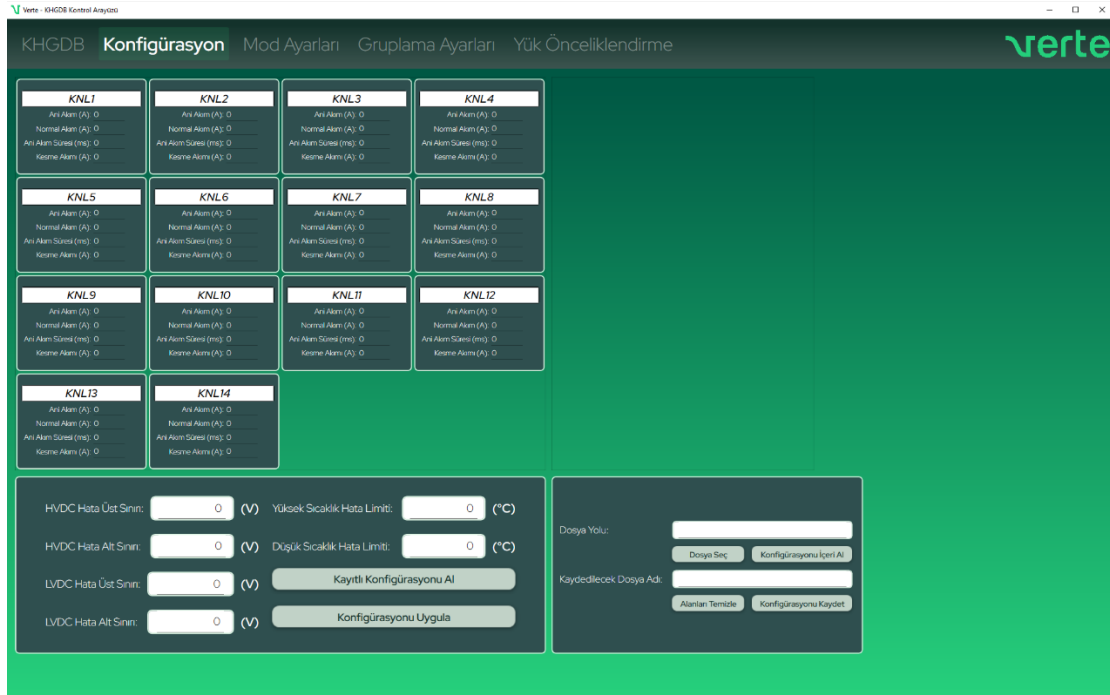 Verte - KHGDB Kontrol Arayüzü
KHGDB Konfigürasyon Mod Ayarları Gruplama Ayarları Yük Önceliklendirme
verte
KNL1 KNL2 KNL3 KNL4
Ani Akım (A): 0 Ani Akım (A): 0 Ani Akım (A): 0 Ani Akım (A): 0
Normal Akım (A): 0 Normal Akım (A): 0 Normal Akım (A): 0 Normal Akım (A): 0
Ani Akım Süresi (ms): 0 Ani Akım Süresi (ms): 0 Ani Akım Süresi (ms): 0 Ani Akım Süresi (ms): 0
Kesme Akımı (A): 0 Kesme Akımı (A): 0 Kesme Akımı (A): 0 Kesme Akımı (A): 0
KNL5 KNL6 KNL7 KNL8
Ani Akım (A): 0 Ani Akım (A): 0 Ani Akım (A): 0 Ani Akım (A): 0
Normal Akım (A): 0 Normal Akım (A): 0 Normal Akım (A): 0 Normal Akım (A): 0
Ani Akım Süresi (ms): 0 Ani Akım Süresi (ms): 0 Ani Akım Süresi (ms): 0 Ani Akım Süresi (ms): 0
Kesme Akımı (A): 0 Kesme Akımı (A): 0 Kesme Akımı (A): 0 Kesme Akımı (A): 0
KNL9 KNL10 KNL11 KNL12
Ani Akım (A): 0 Ani Akım (A): 0 Ani Akım (A): 0 Ani Akım (A): 0
Normal Akım (A): 0 Normal Akım (A): 0 Normal Akım (A): 0 Normal Akım (A): 0
Ani Akım Süresi (ms): 0 Ani Akım Süresi (ms): 0 Ani Akım Süresi (ms): 0 Ani Akım Süresi (ms): 0
Kesme Akımı (A): 0 Kesme Akımı (A): 0 Kesme Akımı (A): 0 Kesme Akımı (A): 0
KNL13 KNL14
Ani Akım (A): 0 Ani Akım (A): 0
Normal Akım (A): 0 Normal Akım (A): 0
Ani Akım Süresi (ms): 0 Ani Akım Süresi (ms): 0
Kesme Akımı (A): 0 Kesme Akımı (A): 0
HVDC Hata Üst Sınırı: 0 (V) Yüksek Sıcaklık Hata Limiti: 0 (°C)
HVDC Hata Alt Sınırı: 0 (V) Düşük Sıcaklık Hata Limiti: 0 (°C)
LVDC Hata Üst Sınırı: 0 (V) Kayıtlı Konfigürasyonu Al
LVDC Hata Alt Sınırı: 0 (V) Konfigürasyonu Uygula
Dosya Yolu:
Dosya Seç Konfigürasyonu İçeri Al
Kaydedilecek Dosya Adı:
Alanları Temizle Konfigürasyonu Kaydet